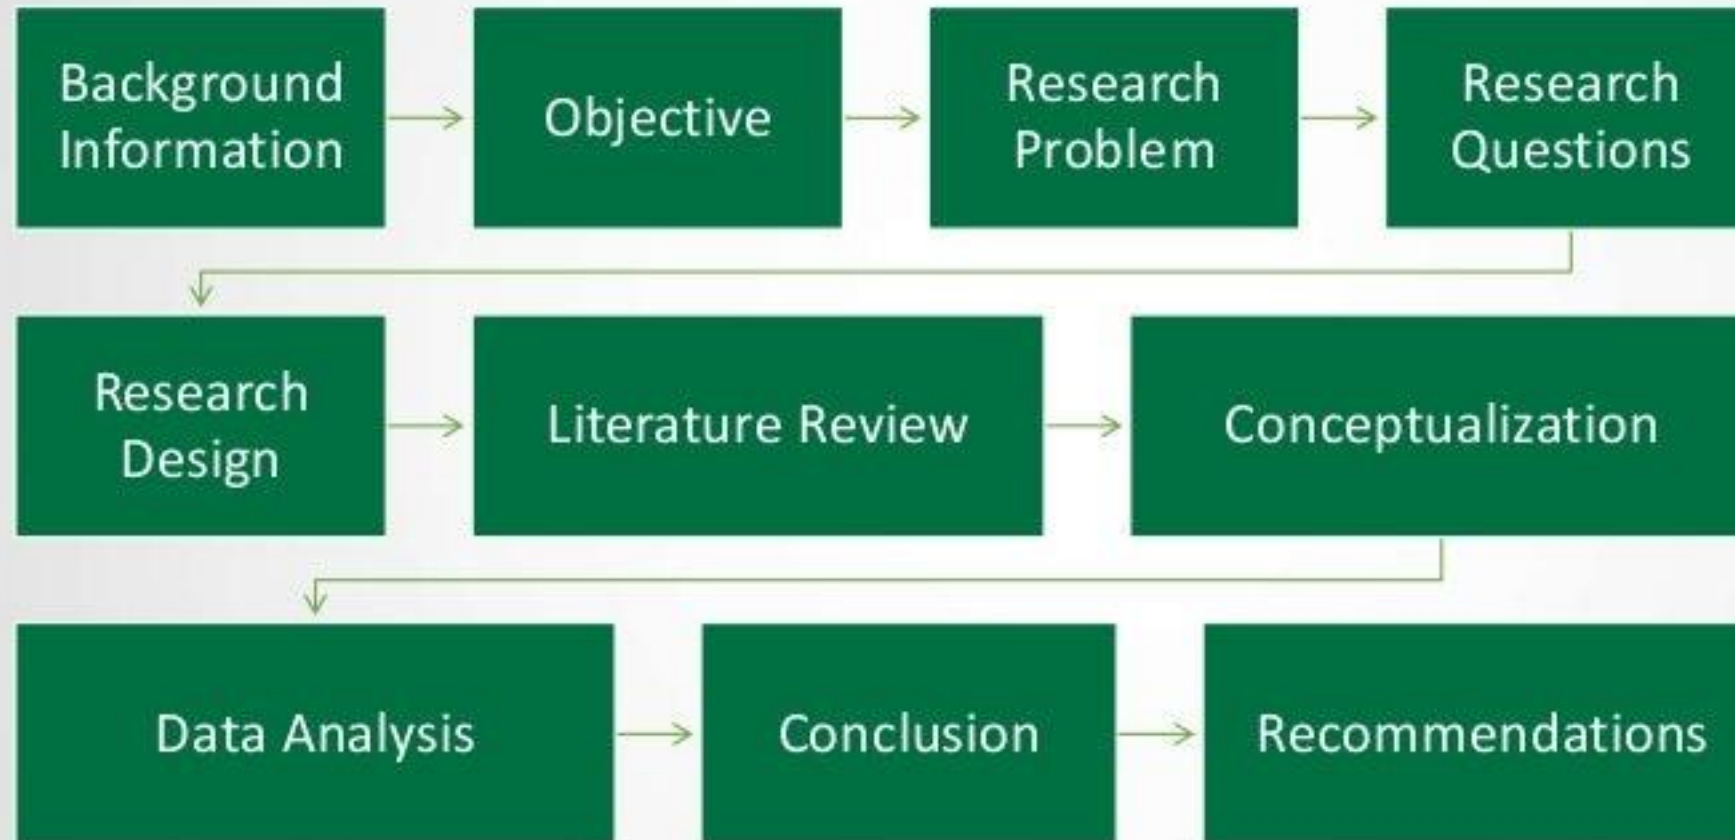 Background
Information
Objective
Research
Problem
Research
Questions
Research
Design
Literature Review
Conceptualization
Data Analysis
Conclusion
Recommendations